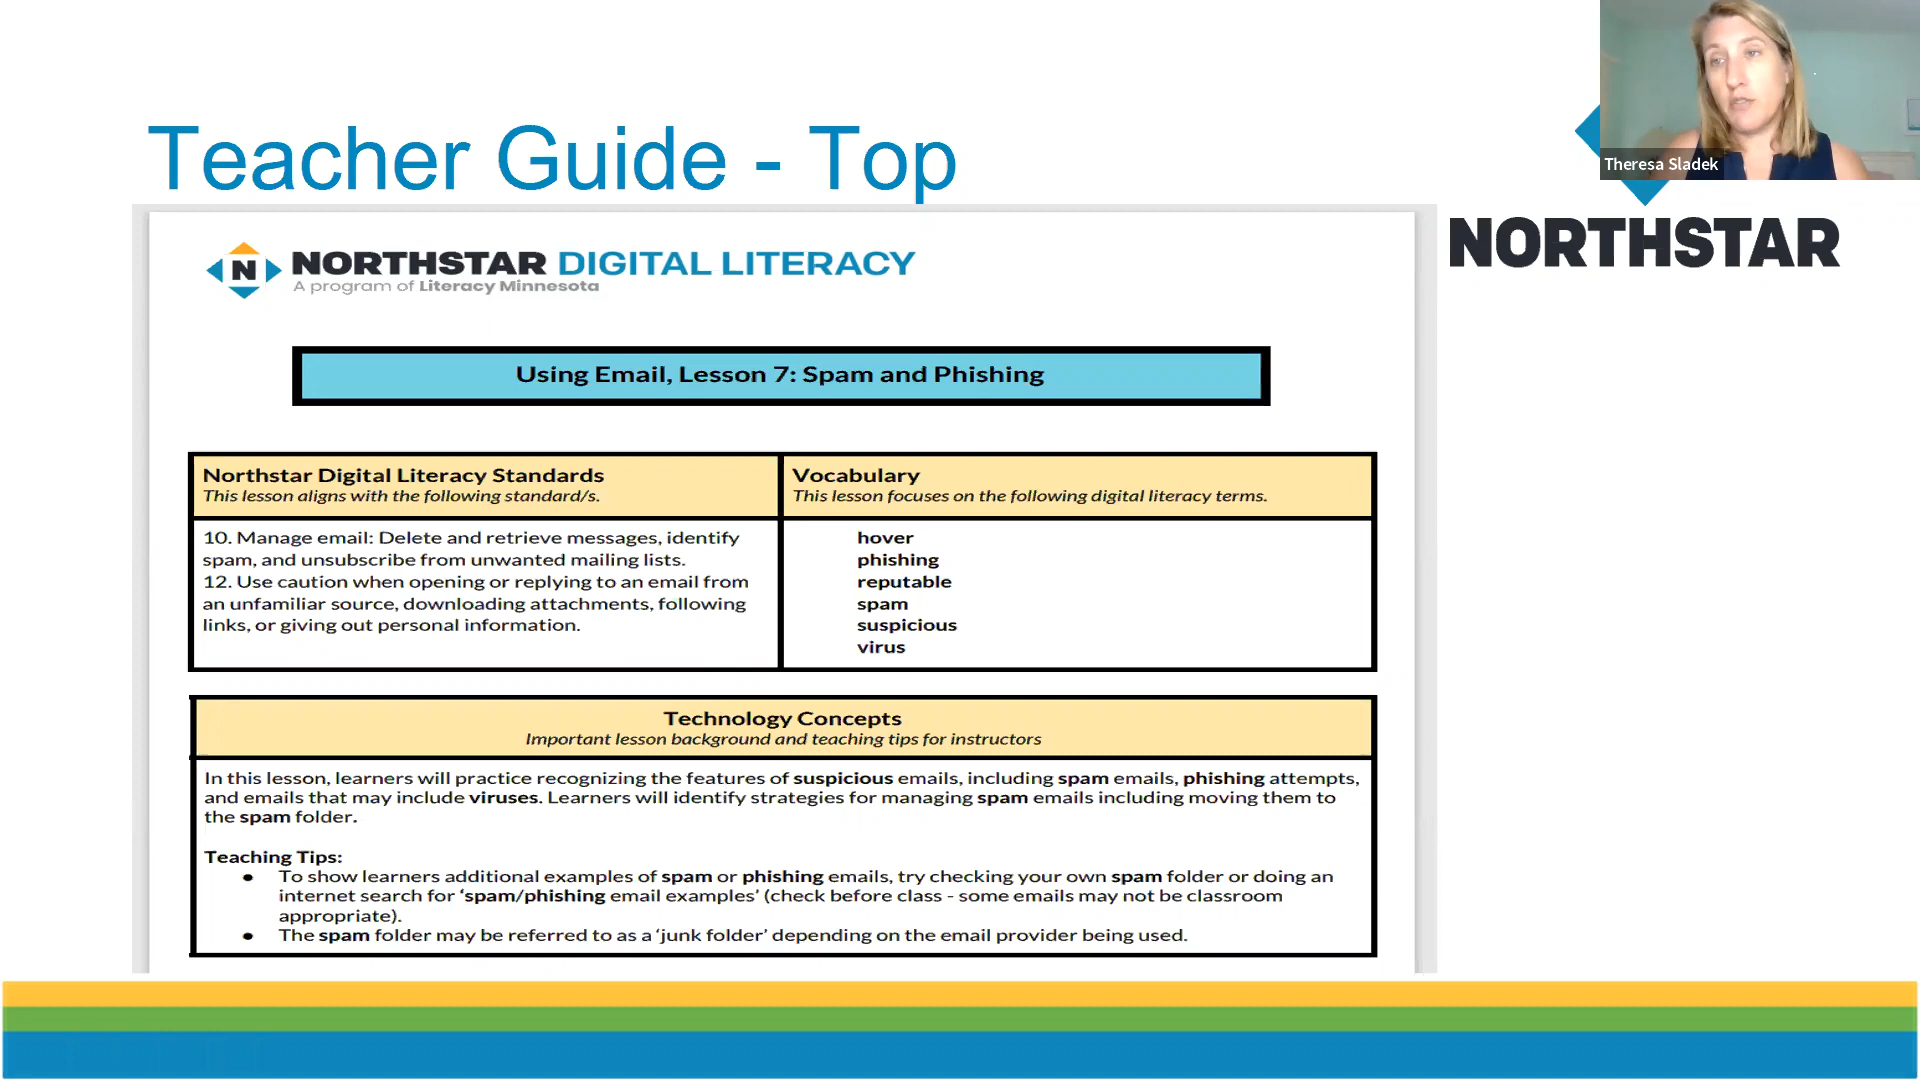 Teacher Guide - Top
Theresa Sladek
NORTHSTAR
N NORTHSTAR DIGITAL LITERACY
A program of Literacy Minnesota
Using Email, Lesson 7: Spam and Phishing
Northstar Digital Literacy Standards
This lesson aligns with the following standard/s.
10. Manage email: Delete and retrieve messages, identify
spam, and unsubscribe from unwanted mailing lists.
12. Use caution when opening or replying to an email from
an unfamiliar source, downloading attachments, following
links, or giving out personal information.
Vocabulary
This lesson focuses on the following digital literacy terms.
hover
phishing
reputable
spam
suspicious
virus
Technology Concepts
Important lesson background and teaching tips for instructors
In this lesson, learners will practice recognizing the features of suspicious emails, including spam emails, phishing attempts,
and emails that may include viruses. Learners will identify strategies for managing spam emails including moving them to
the spam folder.
Teaching Tips:
● To show learners additional examples of spam or phishing emails, try checking your own spam folder or doing an
internet search for ‘spam/phishing email examples’ (check before class - some emails may not be classroom
appropriate).
● The spam folder may be referred to as a ‘junk folder’ depending on the email provider being used.